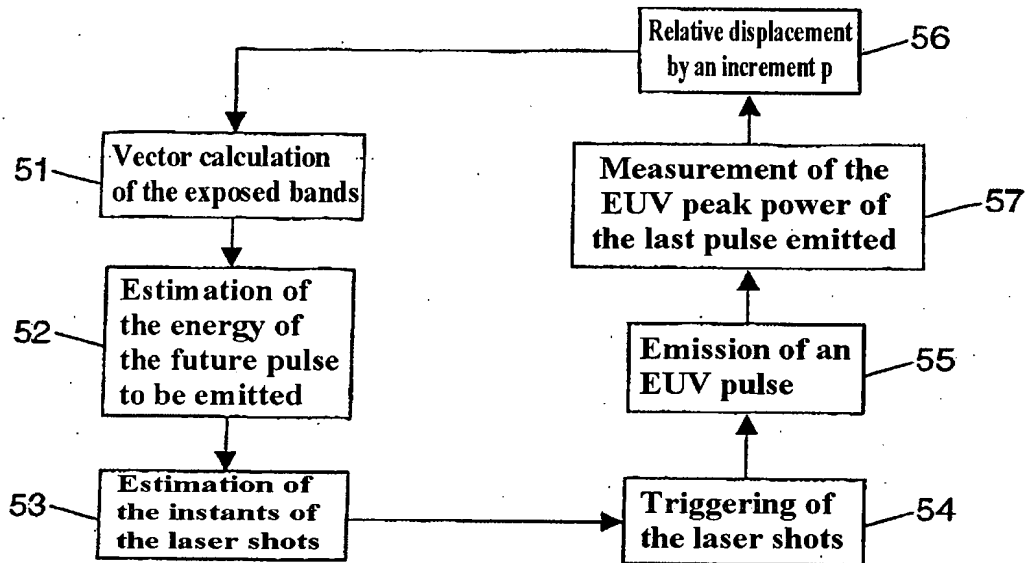 51
Vector calculation
of the exposed bands
52
Estimation of
the energy of
the future pulse
to be emitted
53
Estimation of
the instants of
the laser shots
Triggering of
the laser shots
54
Emission of an
EUV pulse
55
Measurement of the
EUV peak power of
the last pulse emitted
57
Relative displacement
by an increment p
56